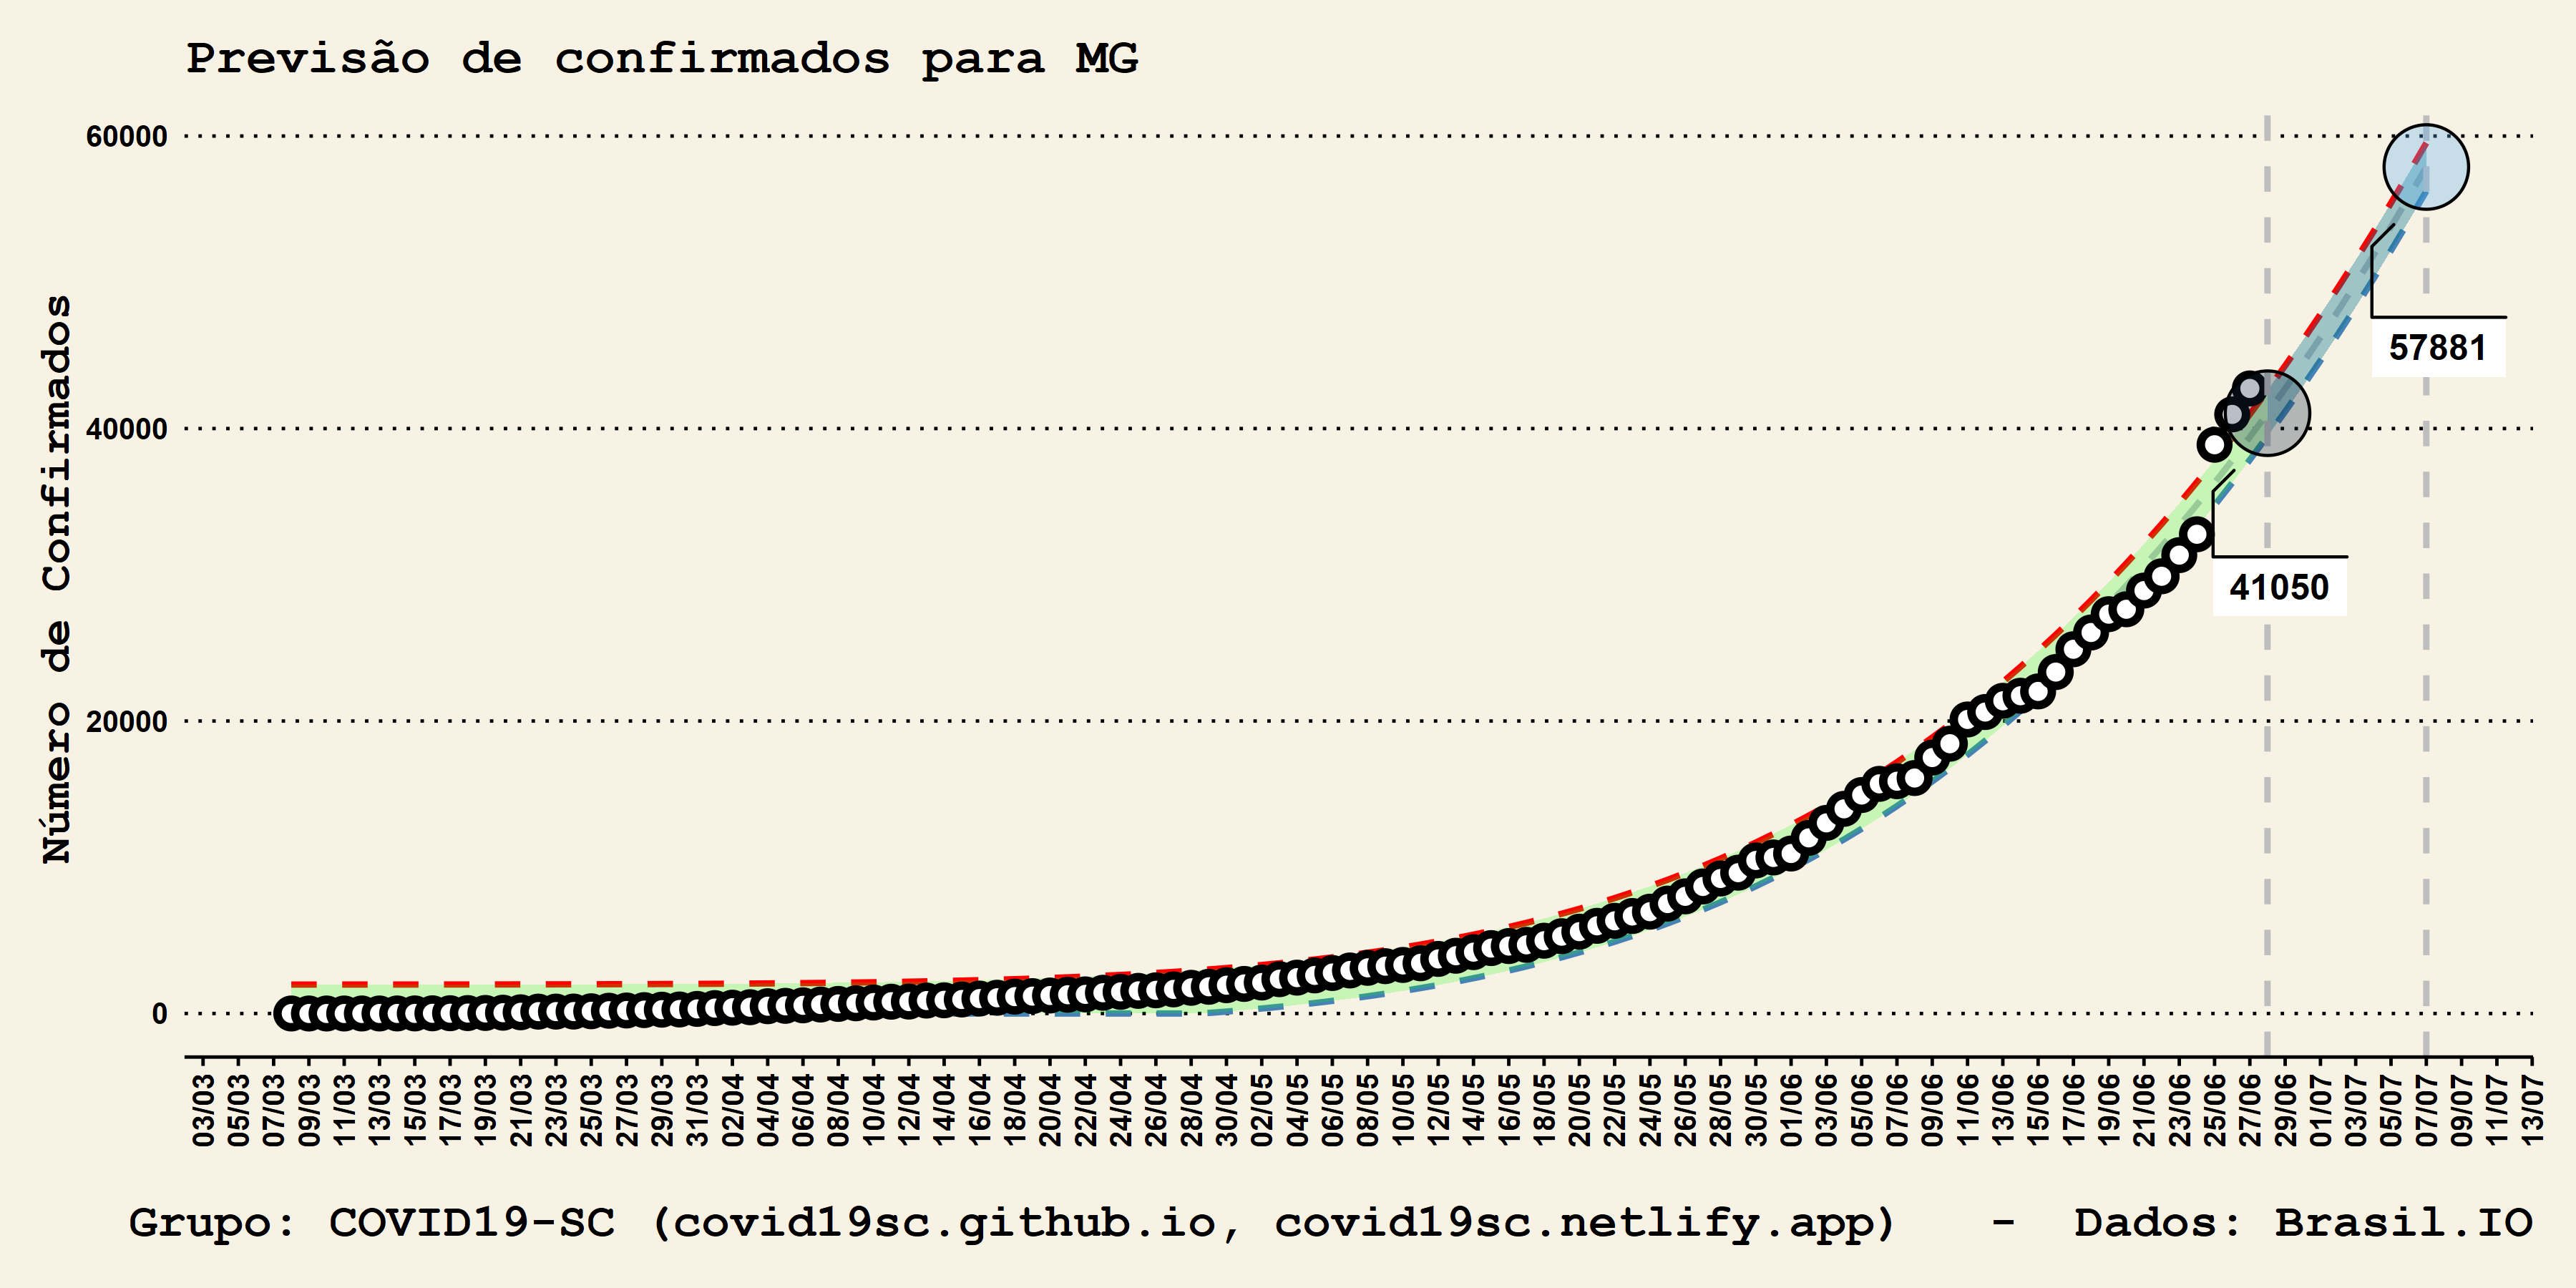 Previsão de confirmados para MG
Número de Confirmados
60000
40000
20000
0
57881
41050
03/03 05/03 07/03 09/03 11/03 13/03 15/03 17/03 19/03 21/03 23/03 25/03 27/03 29/03 31/03 02/04 04/04 06/04 08/04 10/04 12/04 14/04 16/04 18/04 20/04 22/04 24/04 26/04 28/04 30/04 02/05 04/05 06/05 08/05 10/05 12/05 14/05 16/05 18/05 20/05 22/05 24/05 26/05 28/05 30/05 01/06 03/06 05/06 07/06 09/06 11/06 13/06 15/06 17/06 19/06 21/06 23/06 25/06 27/06 29/06 01/07 03/07 05/07 07/07 09/07 11/07 13/07
Grupo: COVID19-SC (covid19sc.github.io, covid19sc.netlify.app) - Dados: Brasil.IO